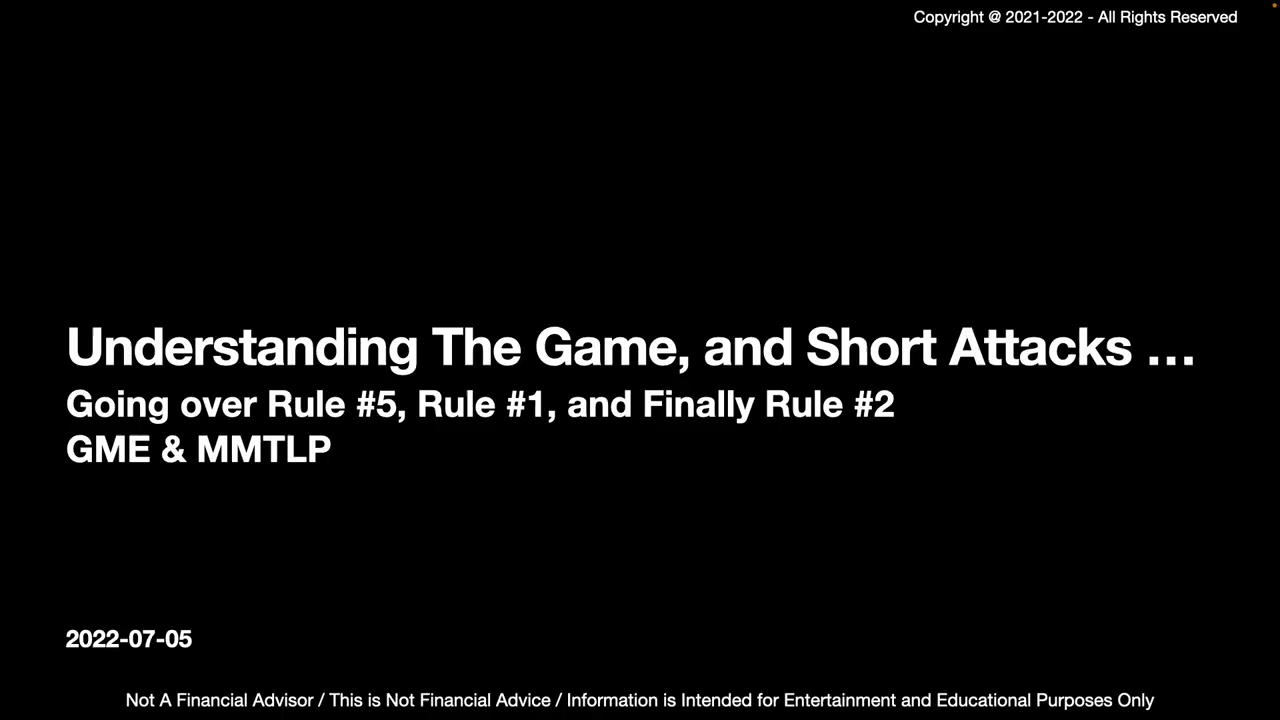 Copyright @ 2021-2022 - All Rights Reserved
Understanding The Game, and Short Attacks …
Going over Rule #5, Rule #1, and Finally Rule #2
GME & MMTLP
2022-07-05
Not A Financial Advisor / This is Not Financial Advice / Information is Intended for Entertainment and Educational Purposes Only